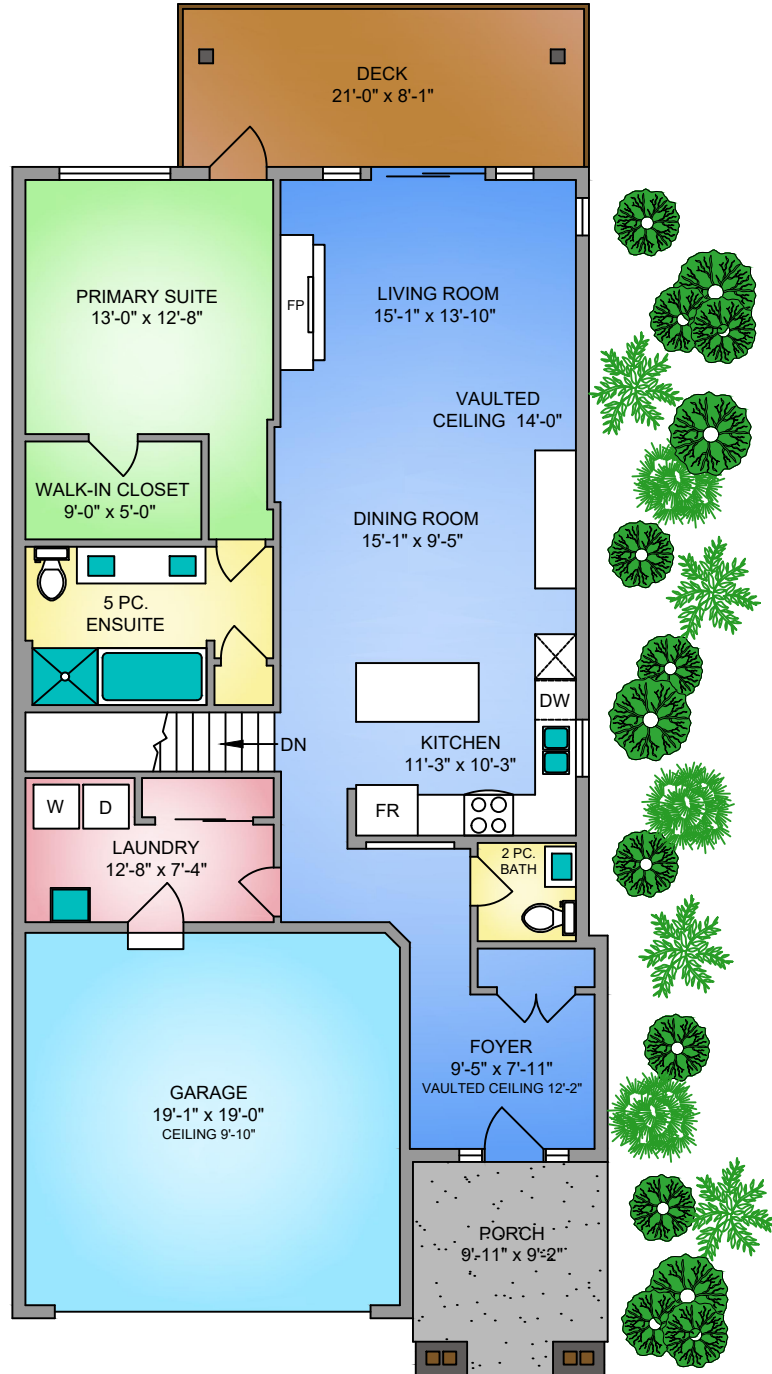 DECK
21'-0" x 8'-1"
PRIMARY SUITE
13'-0" x 12'-8"
FP
LIVING ROOM
15'-1" x 13'-10"
VAULTED
CEILING 14'-0"
WALK-IN CLOSET
9'-0" x 5'-0"
DINING ROOM
15'-1" x 9'-5"
5 PC.
ENSUITE
DW
DN
KITCHEN
11'-3" x 10'-3"
W
D
FR
LAUNDRY
12'-8" x 7'-4"
2 PC.
BATH
FOYER
9'-5" x 7'-11"
VAULTED CEILING 12'-2"
GARAGE
19'-1" x 19'-0"
CEILING 9'-10"
PORCH
9'-11" x 9'-2"